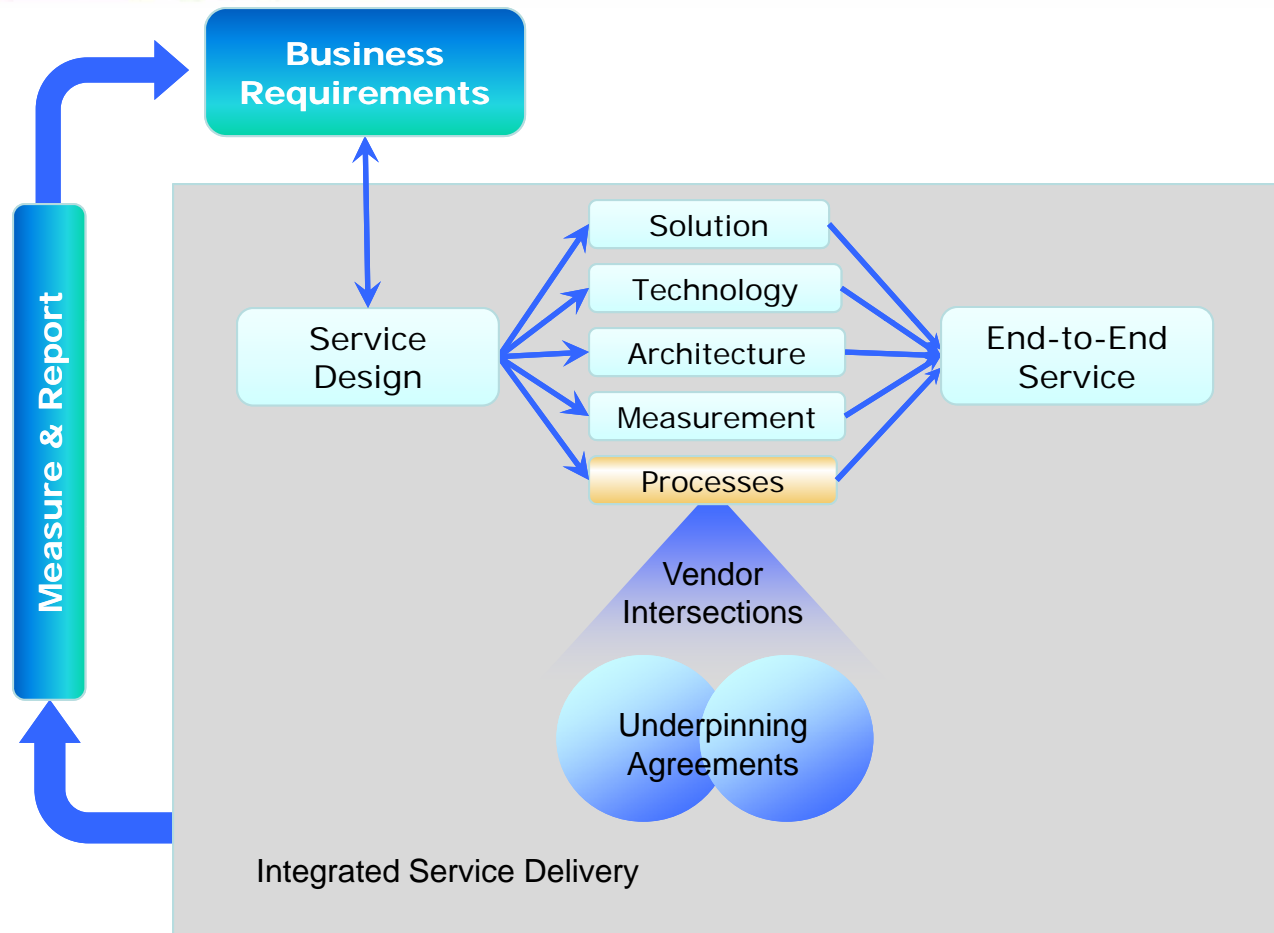 Business
Requirements
Measure & Report
Solution
Technology
Service
Design
Architecture
End-to-End
Service
Measurement
Processes
Vendor
Intersections
Underpinning
Agreements
Integrated Service Delivery